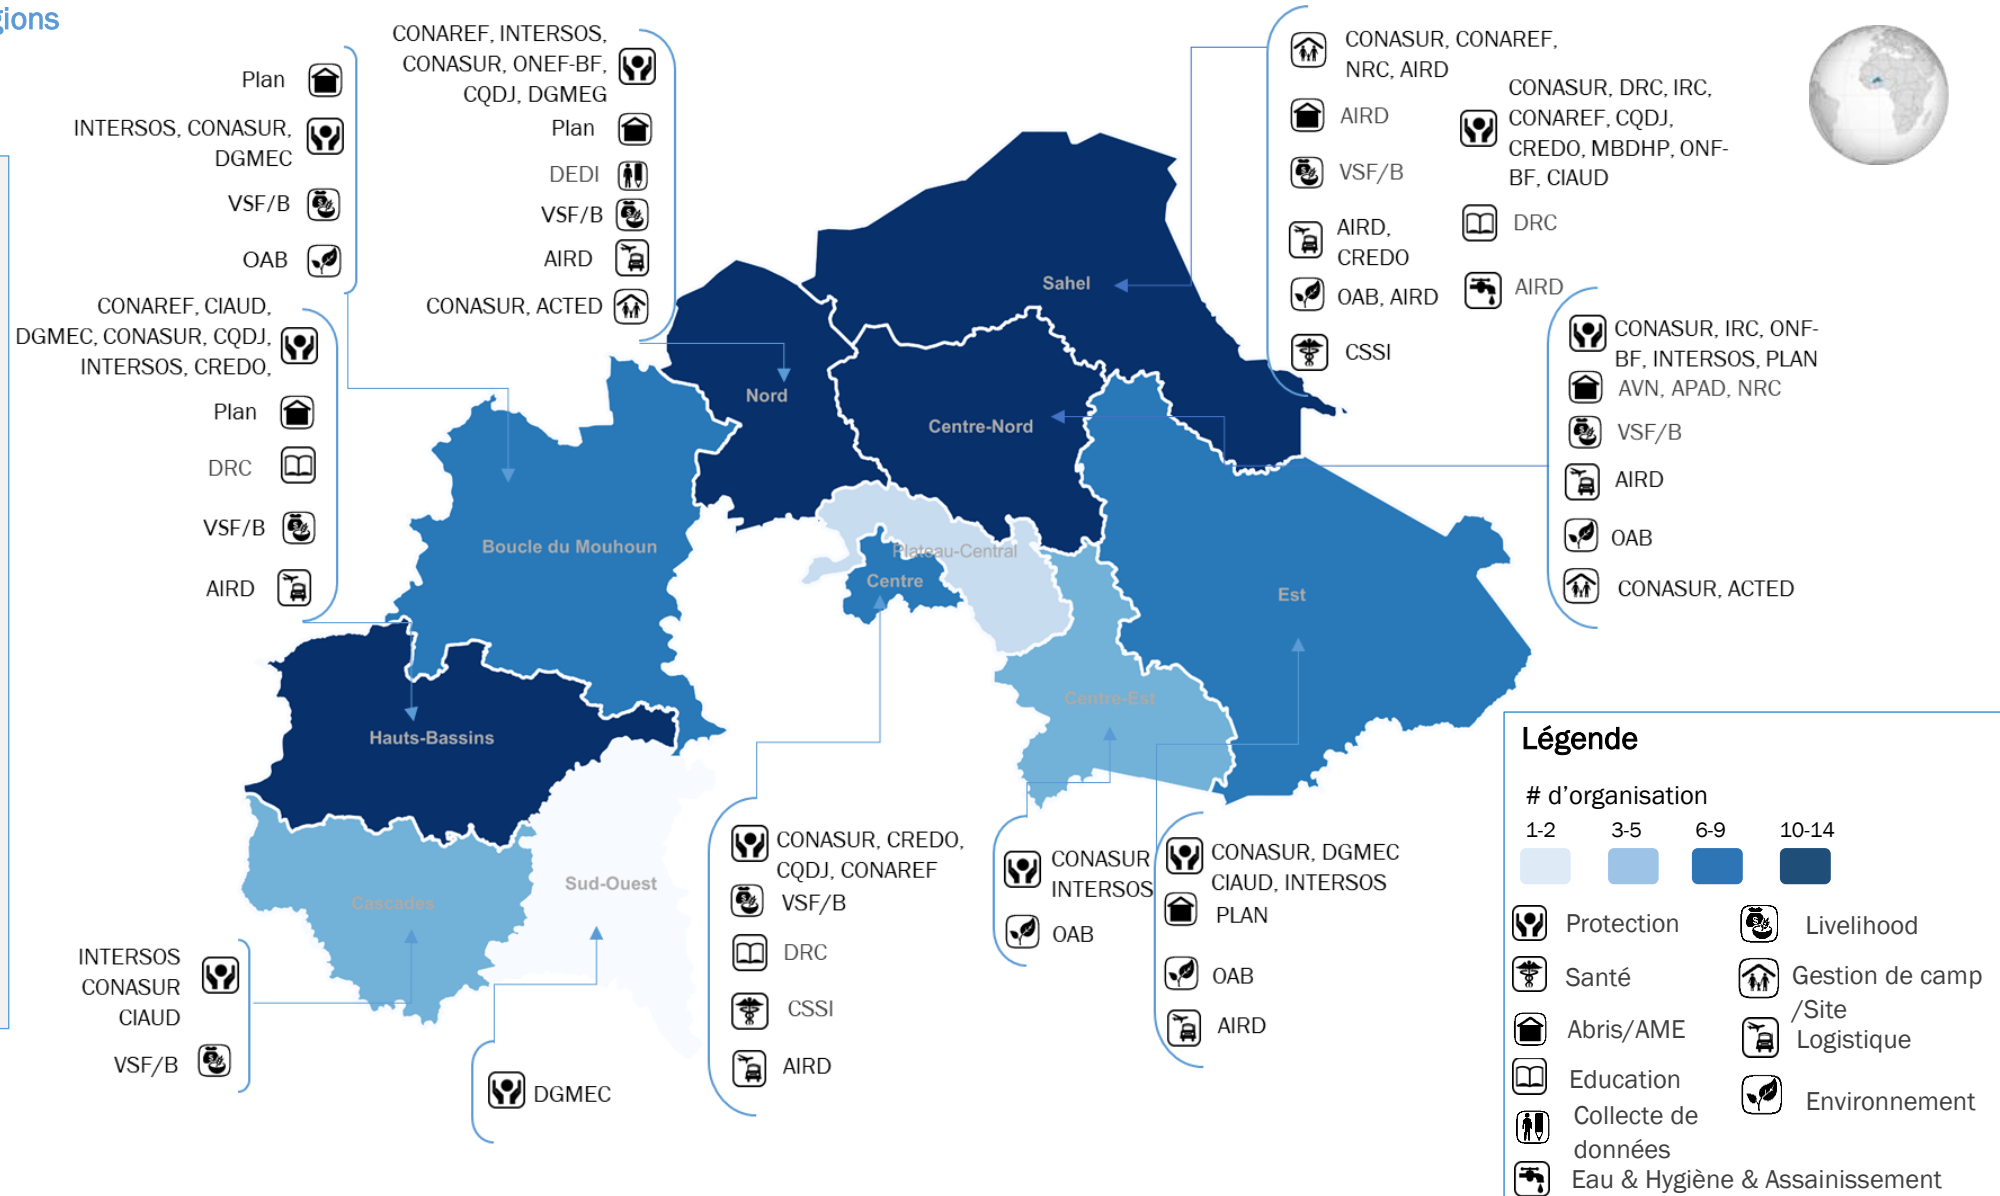 gions
Plan
INTERSOS, CONASUR,
DGMEC
VSF/B
OAB
CONAREF, INTERSOS,
CONASUR, ONEF-BF,
CQDJ, DGMEG
Plan
DEDI
VSF/B
AIRD
CONASUR, ACTED
CONAREF, CIAUD,
DGMEC, CONASUR, CQDJ,
INTERSOS, CREDO,
Plan
DRC
VSF/B
AIRD
CONASUR, CONAREF,
NRC, AIRD
AIRD
VSF/B
AIRD,
CREDO
OAB, AIRD
CSSI
CONASUR, DRC, IRC,
CONAREF, CQDJ,
CREDO, MBDHP, ONF-
BF, CIAUD
DRC
AIRD
CONASUR, IRC, ONF-
BF, INTERSOS, PLAN
AVN, APAD, NRC
VSF/B
AIRD
OAB
CONASUR, ACTED
Sahel
Nord
Centre-Nord
Boucle du Mouhoun
Plateau-Central
Centre
Est
Centre-Est
Hauts-Bassins
Sud-Ouest
Cascades
INTERSOS
CONASUR
CIAUD
VSF/B
DGMEC
CONASUR, CREDO,
CQDJ, CONAREF
VSF/B
DRC
CSSI
AIRD
CONASUR
INTERSOS
OAB
CONASUR, DGMEC
CIAUD, INTERSOS
PLAN
OAB
AIRD
Légende
# d’organisation
1-2 3-5 6-9 10-14
Protection
Santé
Abris/AME
Education
Collecte de
données
Eau & Hygiène & Assainissement
Livelihood
Gestion de camp
/Site
Logistique
Environnement